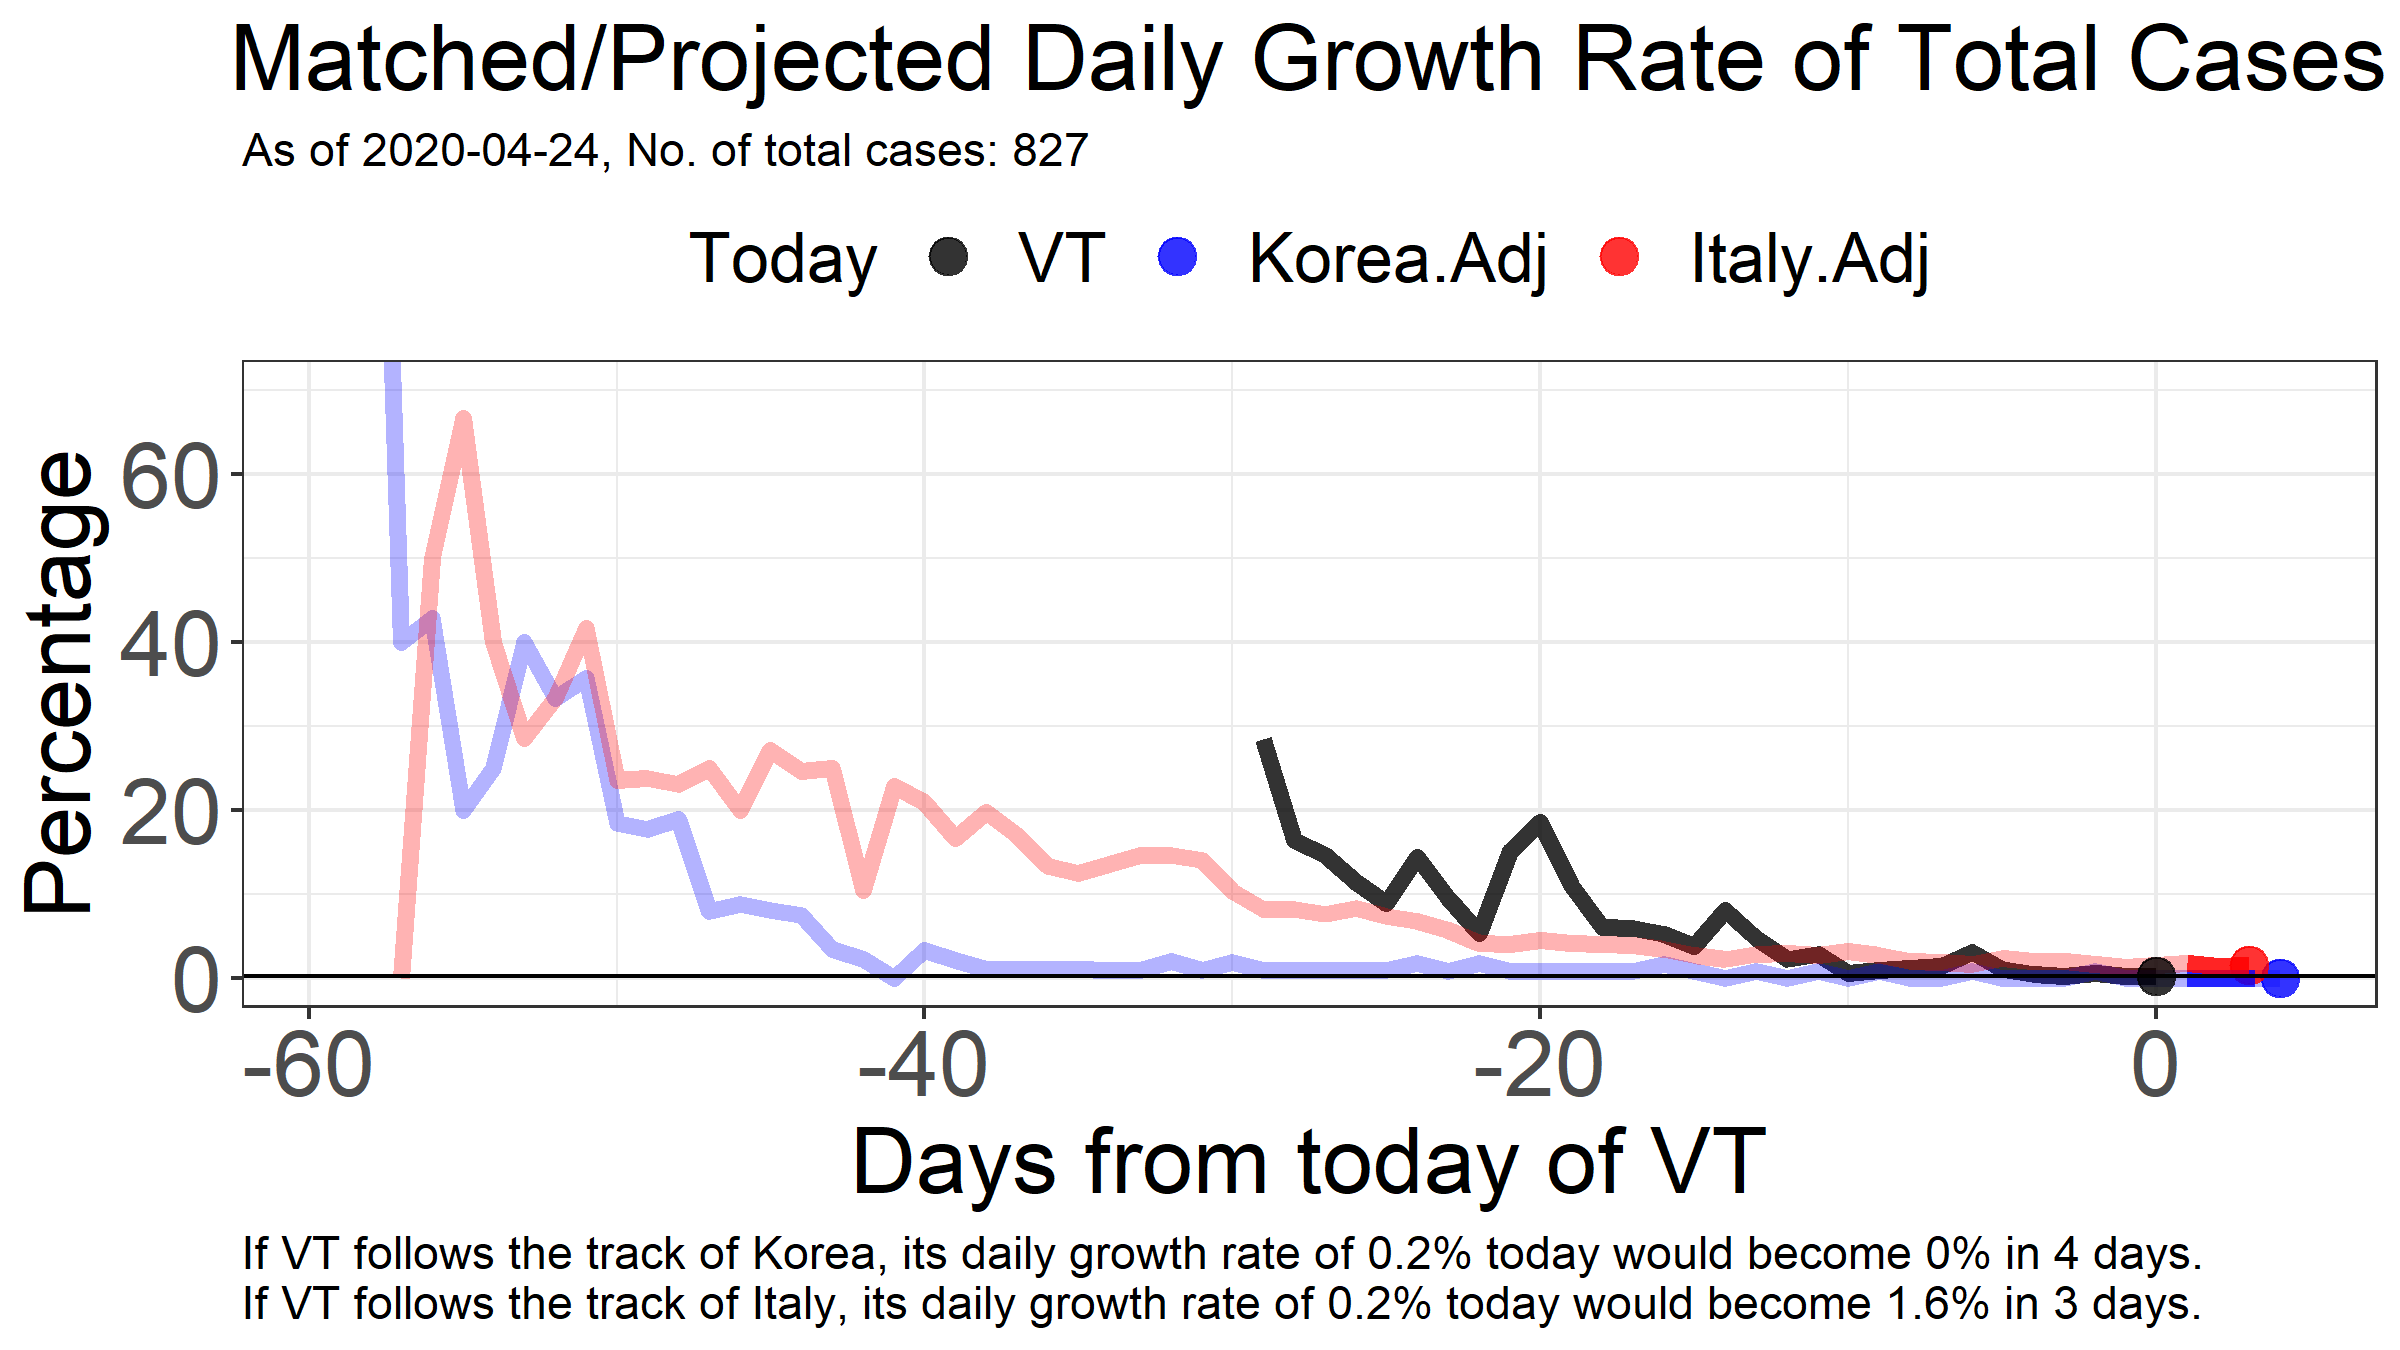 Matched/Projected Daily Growth Rate of Total Cases
As of 2020-04-24, No. of total cases: 827
Today VT Korea.Adj Italy.Adj
Percentage
60
40
20
0
-60 -40 -20 0
Days from today of VT
If VT follows the track of Korea, its daily growth rate of 0.2% today would become 0% in 4 days.
If VT follows the track of Italy, its daily growth rate of 0.2% today would become 1.6% in 3 days.